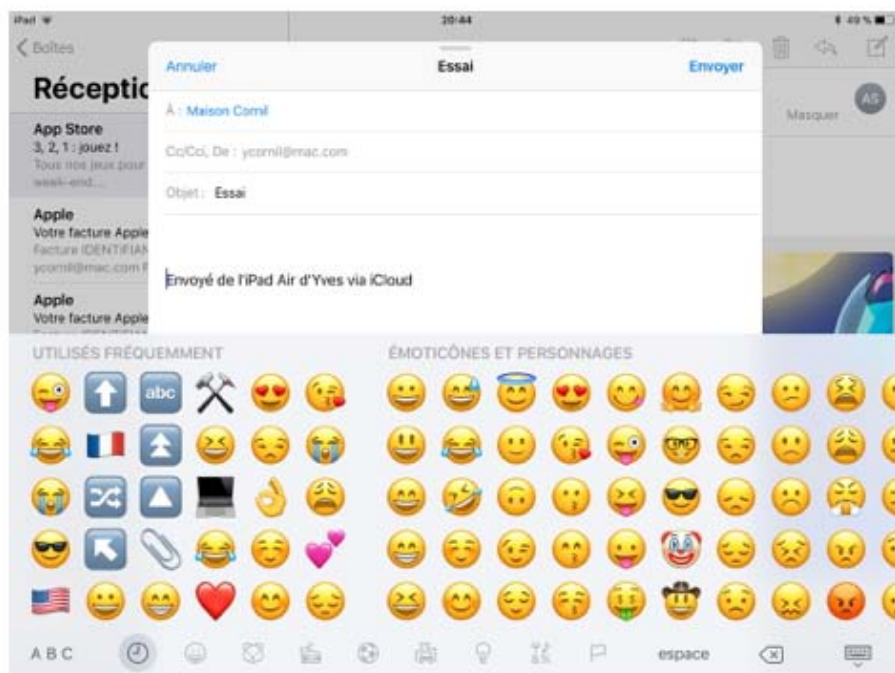 iPad
20:44
49 %
Boîtes
Annuler
Essai
Envoyer
Réceptio
À : Maison Cornil
Masquer
AS
App Store
3, 2, 1 : jouez !
Tous nos jeux pour
week-end...
Cc/Cci, De : ycornil@mac.com
Objet : Essai
Apple
Votre facture Apple
Facture IDENTIFIAN
ycornil@mac.com F
Envoyé de l'iPad Air d'Yves via iCloud
Apple
Votre facture Apple
UTILISÉS FRÉQUEMMENT
ÉMOTICÔNES ET PERSONNAGES
abc
ABC
espace